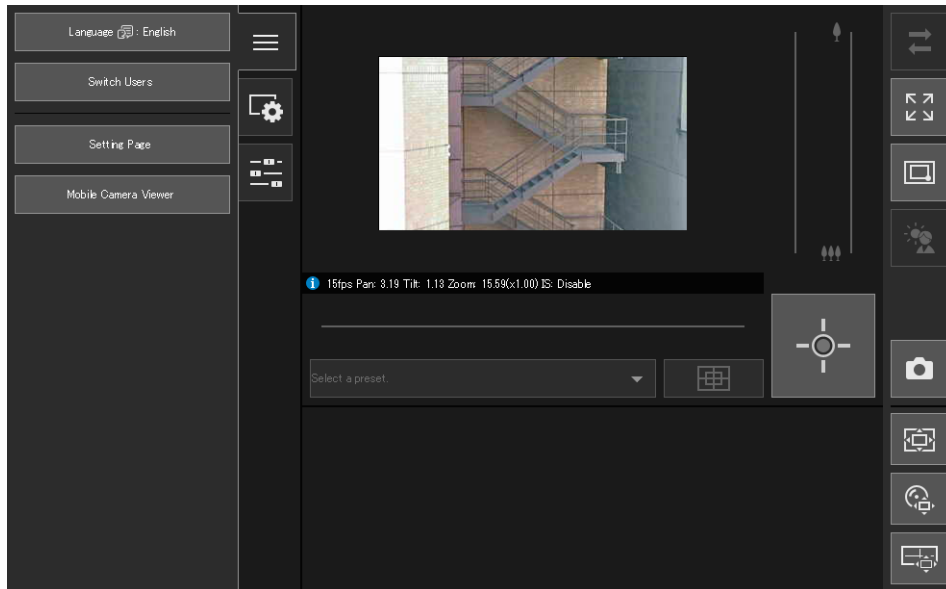 Language : English
Switch Users
Setting Page
Mobile Camera Viewer
15fps Pan: 3.19 Tilt: 1.13 Zoom: 15.59(x1.00) IS: Disable
Select a preset.